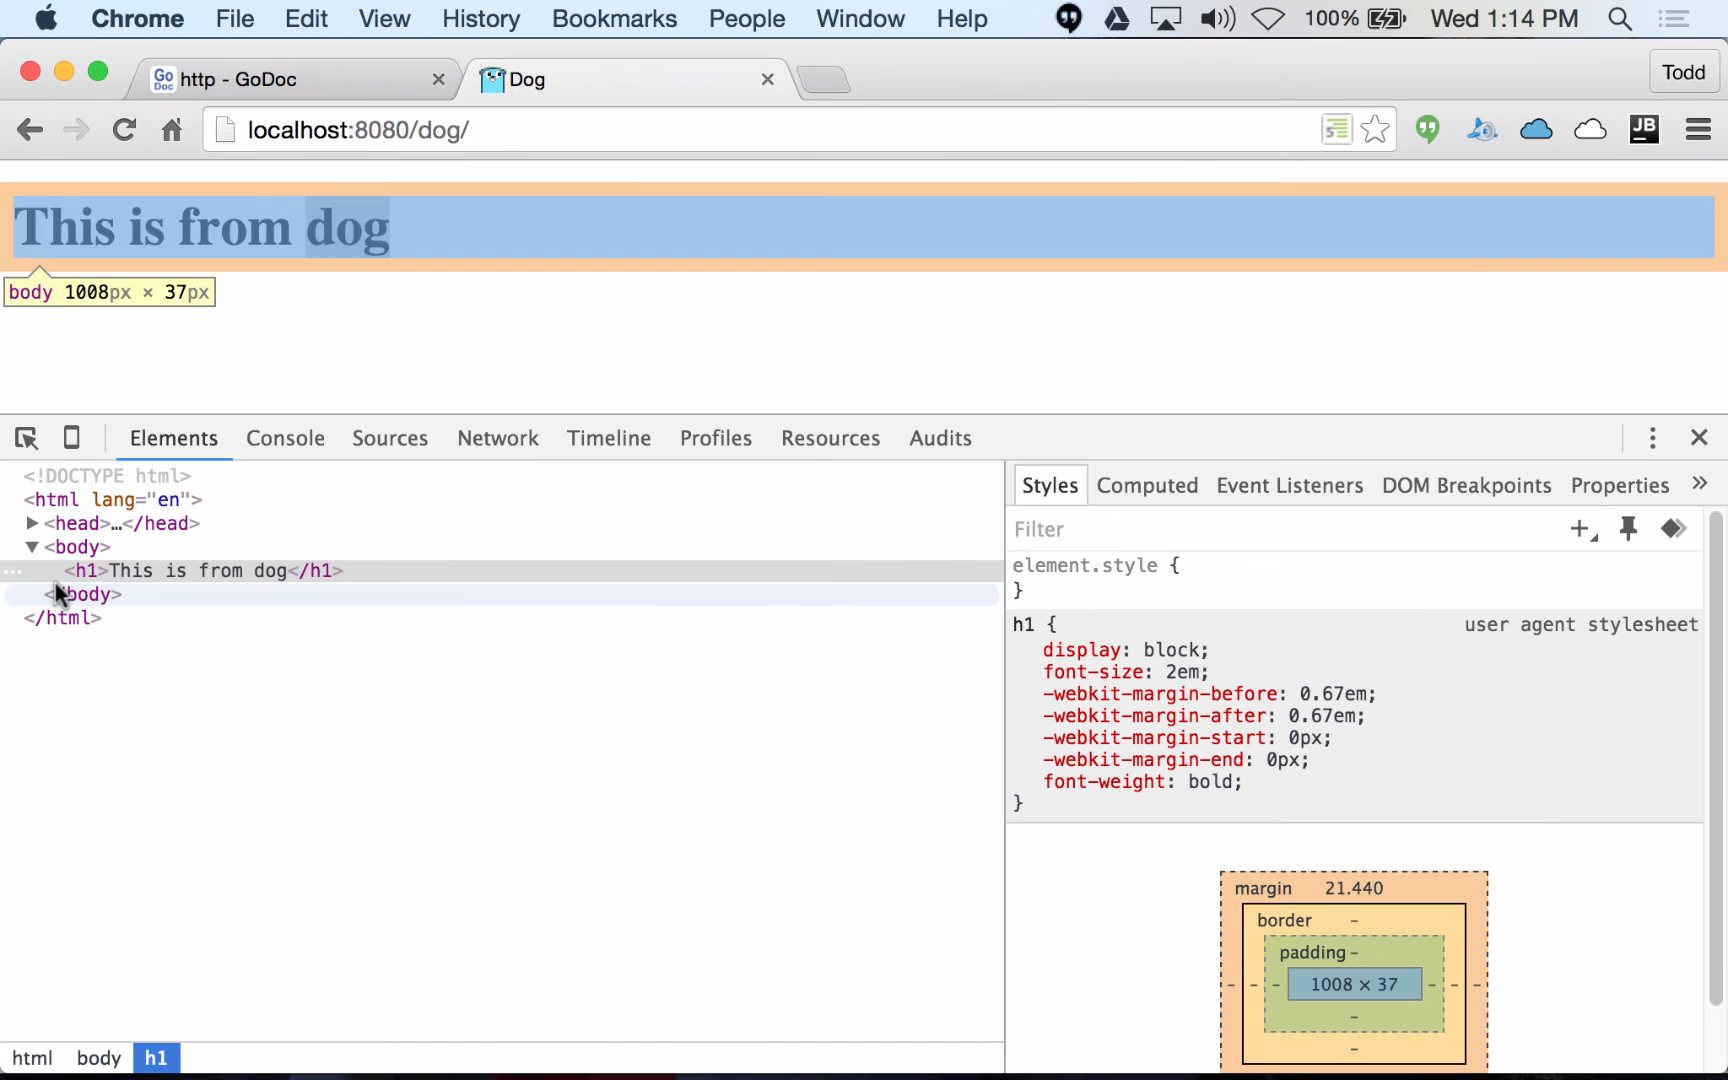 Chrome File Edit View History Bookmarks People Window Help 100% Wed 1:14 PM
Go Doc http - GoDoc Dog Todd
localhost:8080/dog/ JB
This is from dog
body 1008px × 37px
Elements Console Sources Network Timeline Profiles Resources Audits
<!DOCTYPE html>
<html lang="en">
<head>…</head>
<body>
<h1>This is from dog</h1>
body>
</html>
html body h1
Styles Computed Event Listeners DOM Breakpoints Properties »
Filter
element.style {
}
h1 { user agent stylesheet
display: block;
font-size: 2em;
-webkit-margin-before: 0.67em;
-webkit-margin-after: 0.67em;
-webkit-margin-start: 0px;
-webkit-margin-end: 0px;
font-weight: bold;
}
margin 21.440
border -
padding -
- - - 1008 × 37 - - -
-
-